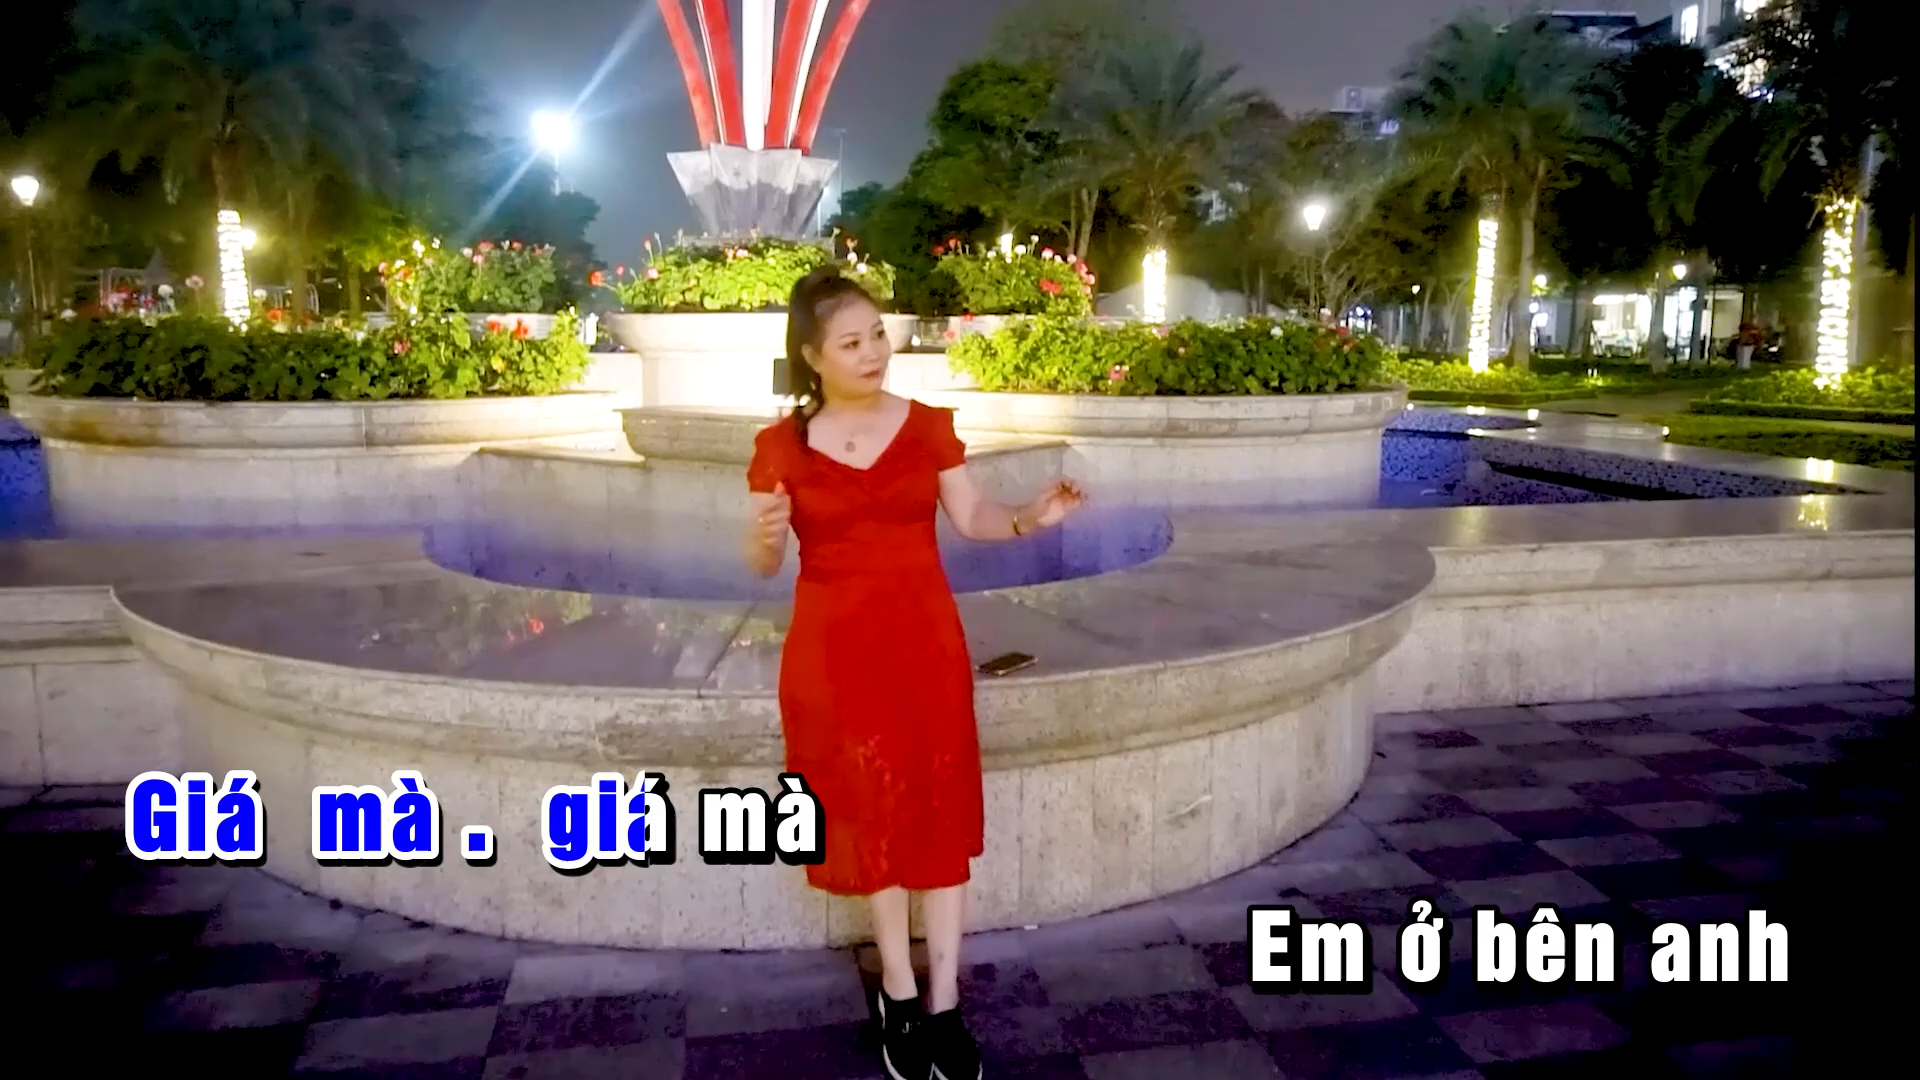 Giá mà . giá mà
Em ở bên anh